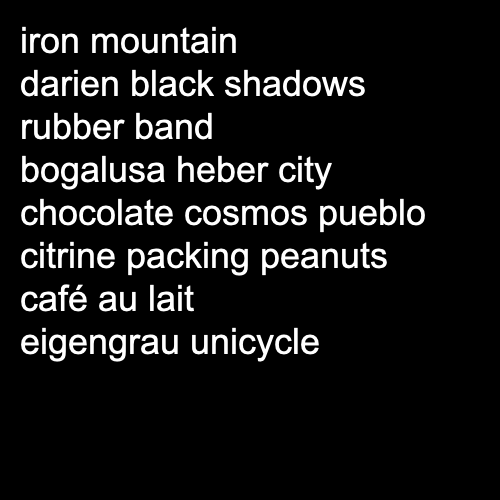 iron mountain
darien black shadows
rubber band
bogalusa heber city
chocolate cosmos pueblo
citrine packing peanuts
café au lait
eigengrau unicycle